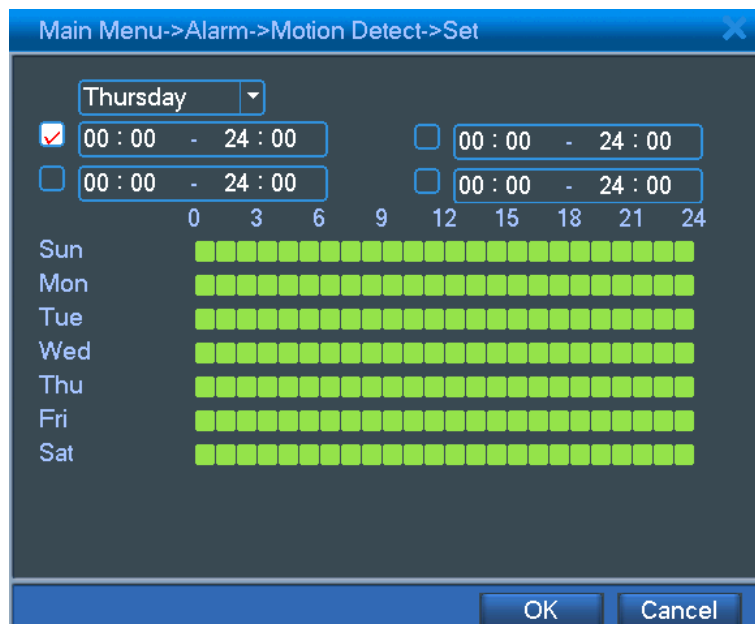 Main Menu->Alarm->Motion Detect->Set
Thursday
00 : 00 - 24 : 00 00 : 00 - 24 : 00
00 : 00 - 24 : 00 00 : 00 - 24 : 00
0 3 6 9 12 15 18 21 24
Sun
Mon
Tue
Wed
Thu
Fri
Sat
OK Cancel